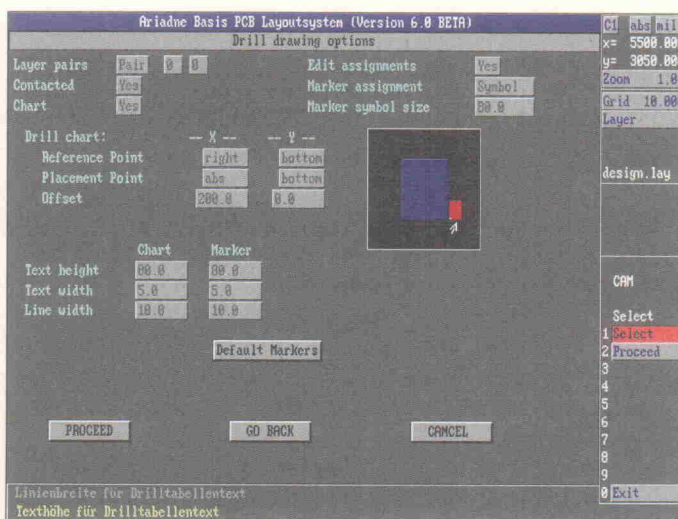 Ariadne Basis PCB Layoutsystem (Version 6.0 BETA)
Drill drawing options
Layer pairs Pair 0 0
Contacted Yes
Chart Yes
Edit assignments Yes
Marker assignment Symbol
Marker symbol size 80.0
Drill chart: -- X -- -- Y --
Reference Point right bottom
Placement Point abs bottom
Offset 200.0 0.0
Chart Marker
Text height 80.0 80.0
Text width 5.0 5.0
Line width 10.0 10.0
Default Markers
PROCEED GO BACK CANCEL
Linienbreite für Drilltabellentext
Texthöhe für Drilltabellentext
C1 abs mil
x= 5500.00
y= 3050.00
Zoom 1.0
Grid 10.00
Layer
design.lay
CAM
Select
1 Select
2 Proceed
3
4
5
6
7
8
9
0 Exit